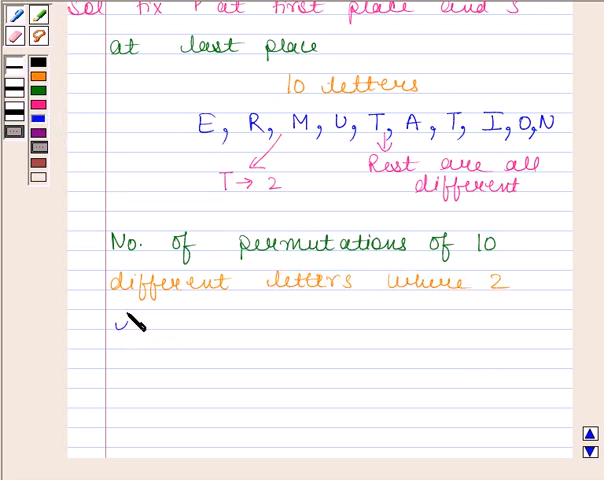 Sol fix P at first place and S
at last place
10 letters
E, R, M, U, T, A, T, I, O, N
T → 2
Rest are all
different
No. of permutations of 10
different letters where 2